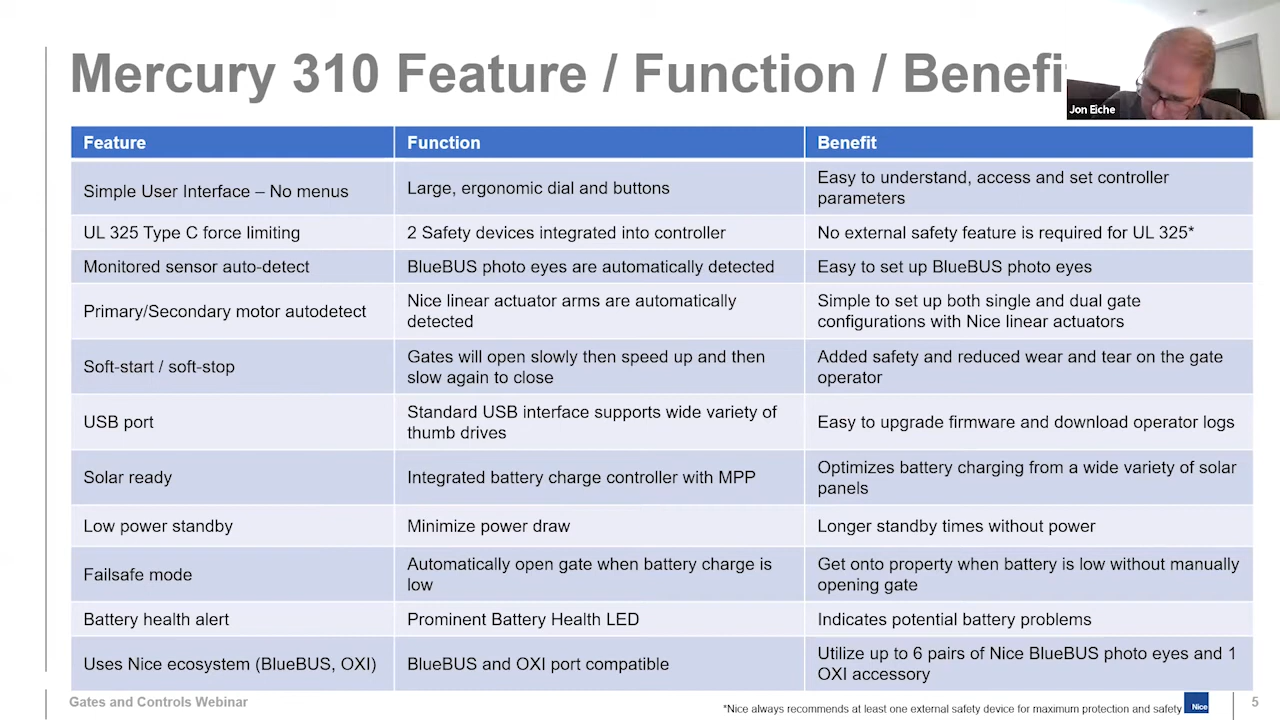 Mercury 310 Feature / Function / Benefi
Jon Eiche
Feature Function Benefit
Simple User Interface – No menus
Large, ergonomic dial and buttons
Easy to understand, access and set controller
parameters
UL 325 Type C force limiting
2 Safety devices integrated into controller
No external safety feature is required for UL 325*
Monitored sensor auto-detect
BlueBUS photo eyes are automatically detected
Easy to set up BlueBUS photo eyes
Primary/Secondary motor autodetect
Nice linear actuator arms are automatically
detected
Simple to set up both single and dual gate
configurations with Nice linear actuators
Soft-start / soft-stop
Gates will open slowly then speed up and then
slow again to close
Added safety and reduced wear and tear on the gate
operator
USB port
Standard USB interface supports wide variety of
thumb drives
Easy to upgrade firmware and download operator logs
Solar ready
Integrated battery charge controller with MPP
Optimizes battery charging from a wide variety of solar
panels
Low power standby
Minimize power draw
Longer standby times without power
Failsafe mode
Automatically open gate when battery charge is
low
Get onto property when battery is low without manually
opening gate
Battery health alert
Prominent Battery Health LED
Indicates potential battery problems
Uses Nice ecosystem (BlueBUS, OXI)
BlueBUS and OXI port compatible
Utilize up to 6 pairs of Nice BlueBUS photo eyes and 1
OXI accessory
Gates and Controls Webinar
*Nice always recommends at least one external safety device for maximum protection and safety
Nice
5